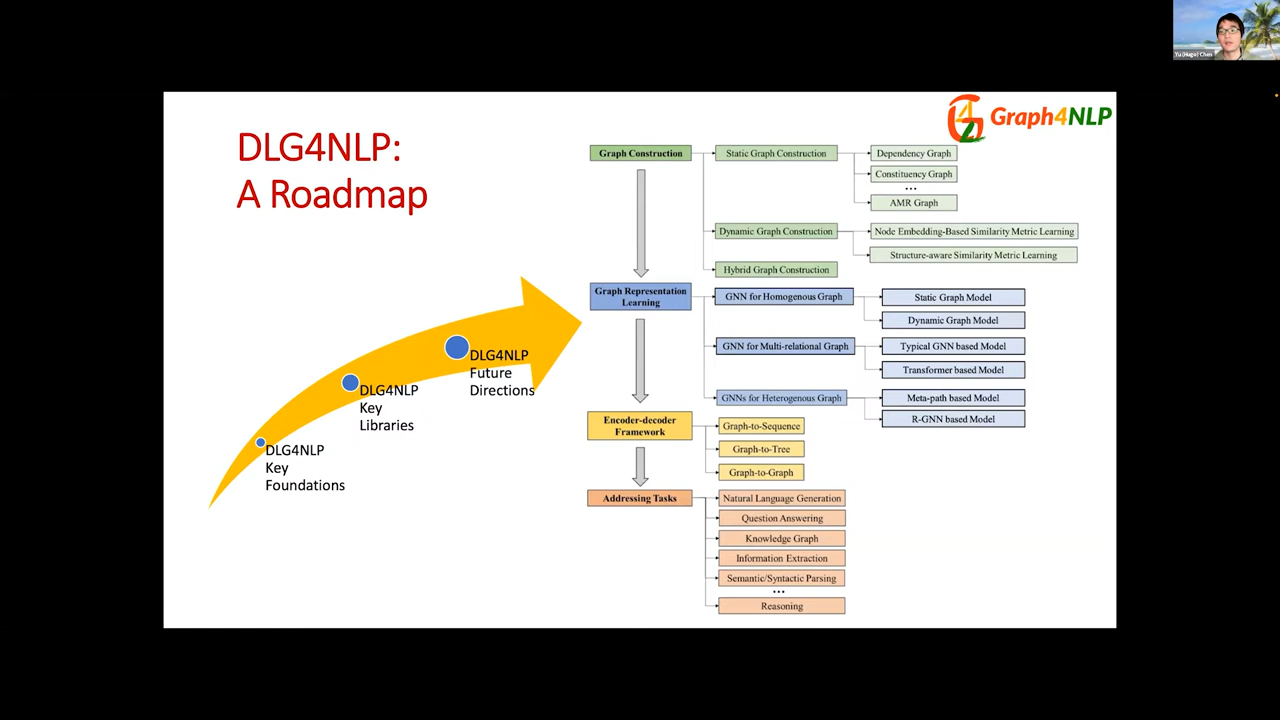 Yu (Hugo) Chen
DLG4NLP:
A Roadmap
Graph4NLP
DLG4NLP
Key
Foundations
DLG4NLP
Key
Libraries
DLG4NLP
Future
Directions
Graph Construction
Static Graph Construction
Dependency Graph
Constituency Graph
...
AMR Graph
Dynamic Graph Construction
Node Embedding-Based Similarity Metric Learning
Structure-aware Similarity Metric Learning
Hybrid Graph Construction
Graph Representation
Learning
GNN for Homogenous Graph
Static Graph Model
Dynamic Graph Model
GNN for Multi-relational Graph
Typical GNN based Model
Transformer based Model
GNNs for Heterogenous Graph
Meta-path based Model
R-GNN based Model
Encoder-decoder
Framework
Graph-to-Sequence
Graph-to-Tree
Graph-to-Graph
Addressing Tasks
Natural Language Generation
Question Answering
Knowledge Graph
Information Extraction
Semantic/Syntactic Parsing
...
Reasoning